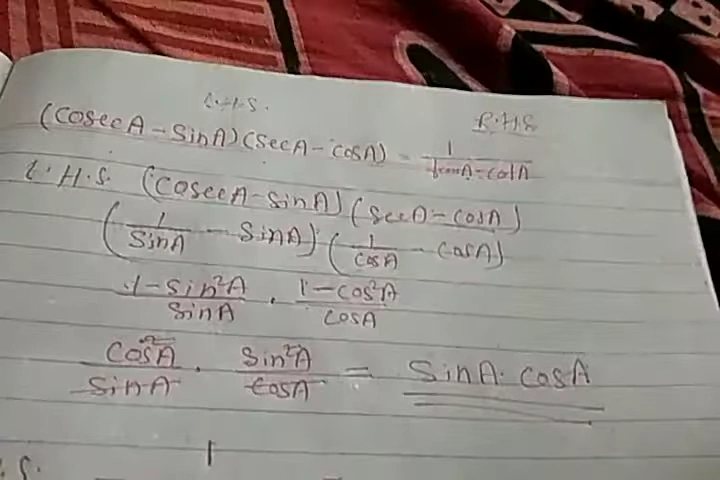 L.H.S. R.H.S
(CosecA - SinA) (SecA - CosA) = 1/(tanA - cotA)
L.H.S. (CosecA - SinA) (SecA - CosA)
(1/SinA - SinA) (1/CosA - CosA)
1 - Sin²A/SinA . 1 - Cos²A/CosA
Cos²A/SinA . Sin²A/CosA = SinA . CosA
1
.S.